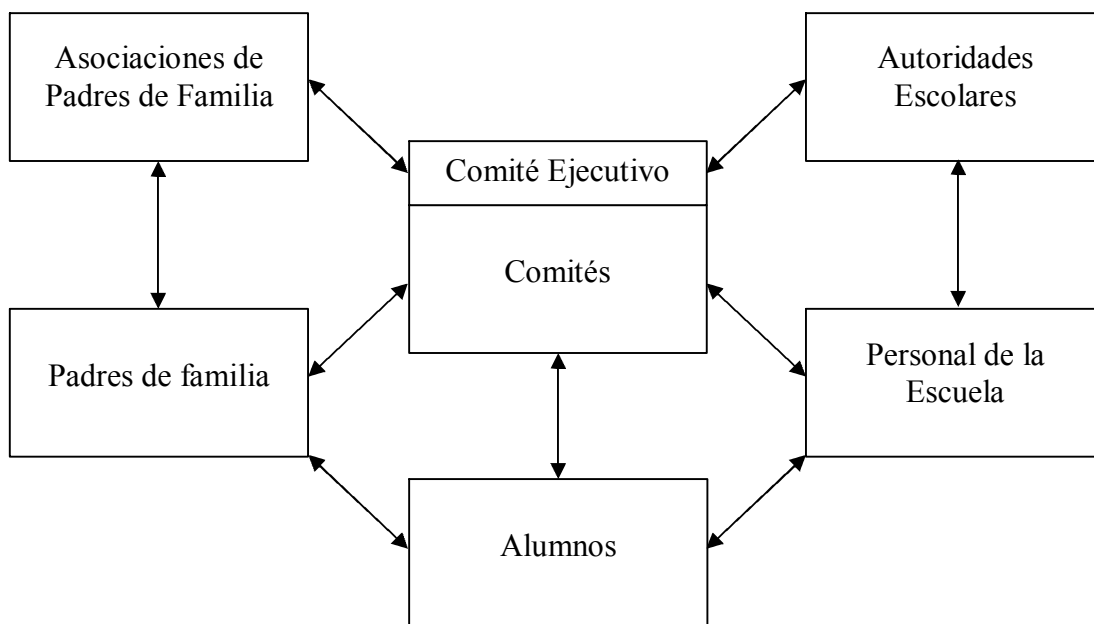 Asociaciones de
Padres de Familia
Autoridades
Escolares
Comité Ejecutivo
Comités
Padres de familia
Personal de la
Escuela
Alumnos